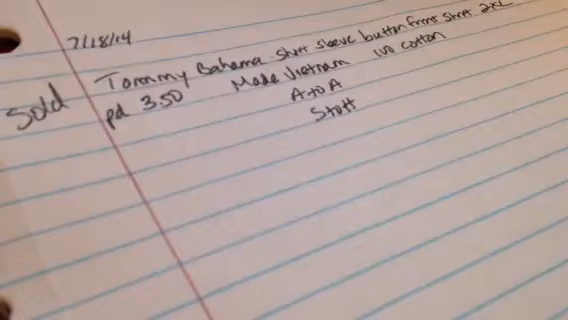 7/18/14
Tommy Bahama short sleeve button front shirt 2XL
Sold pd 3.50 Made Vietnam 100 cotton
A to A